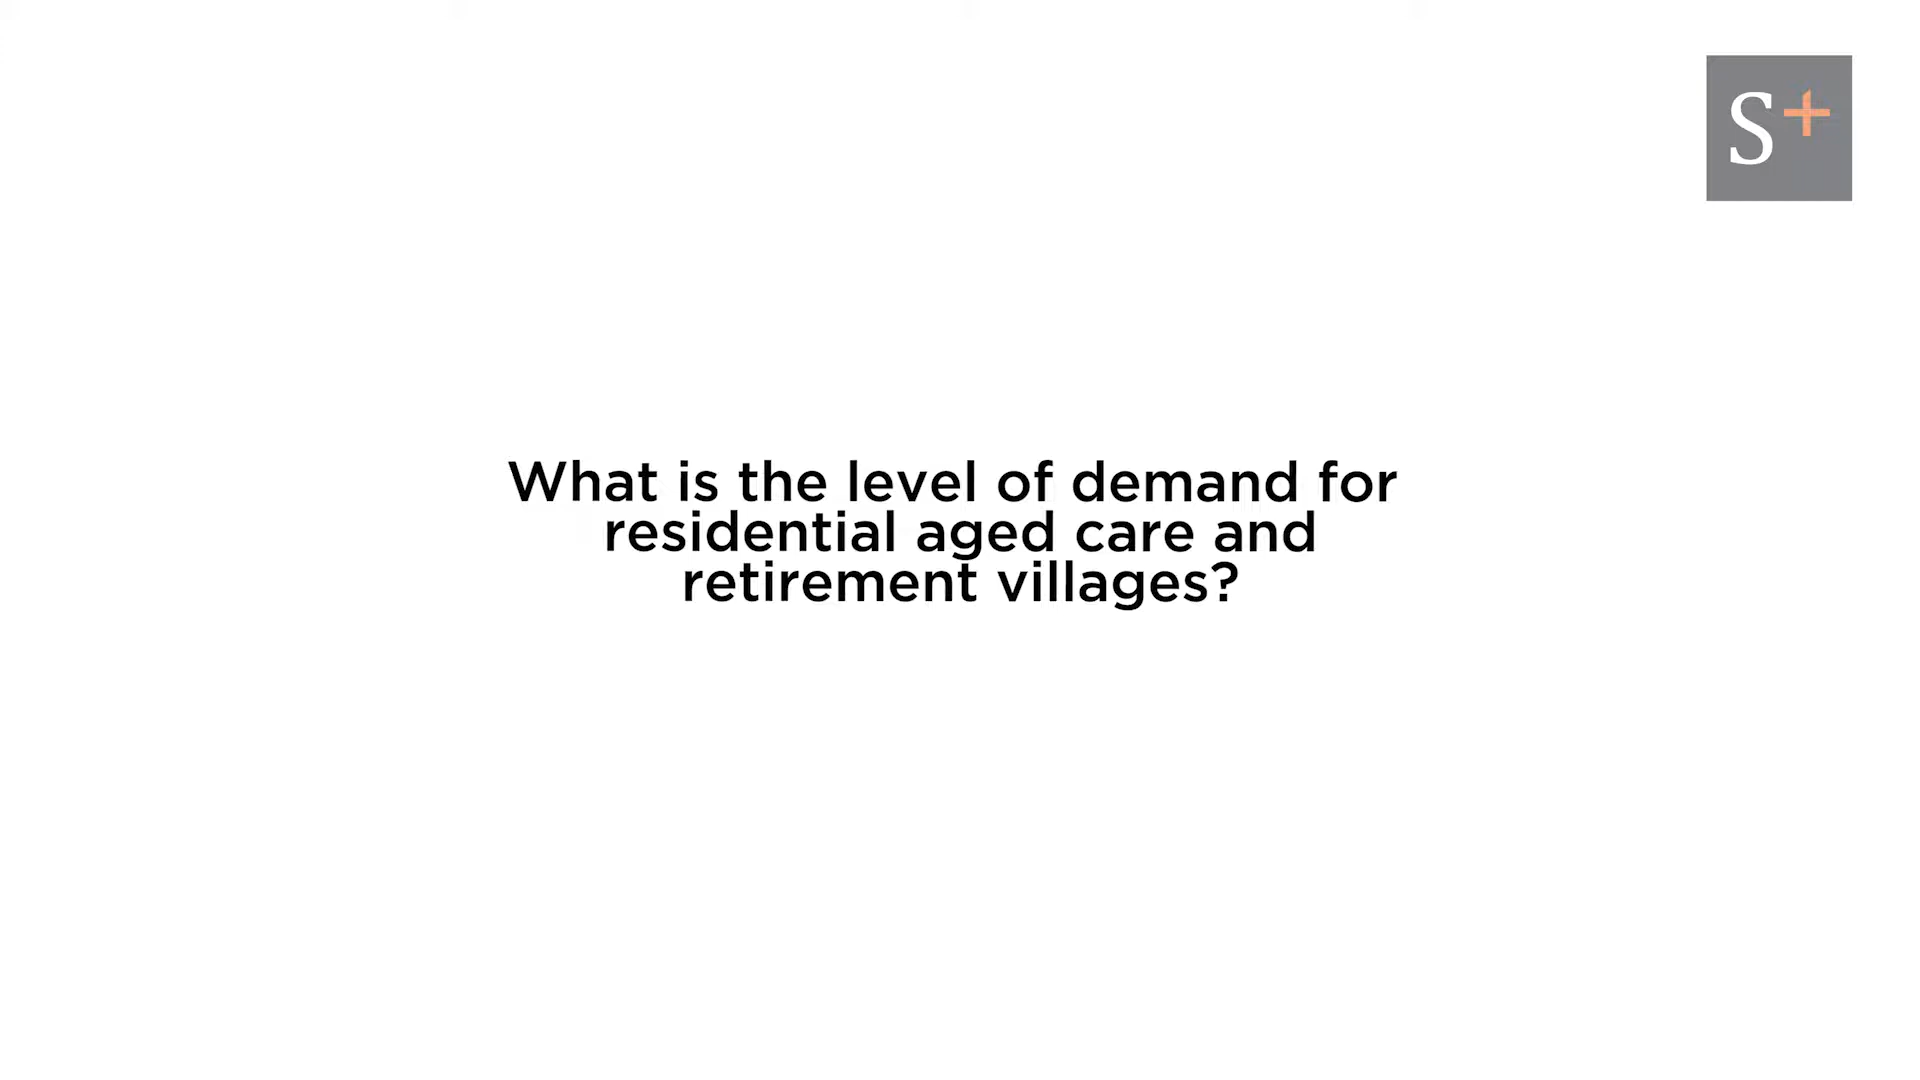 S+
What is the level of demand for
residential aged care and
retirement villages?